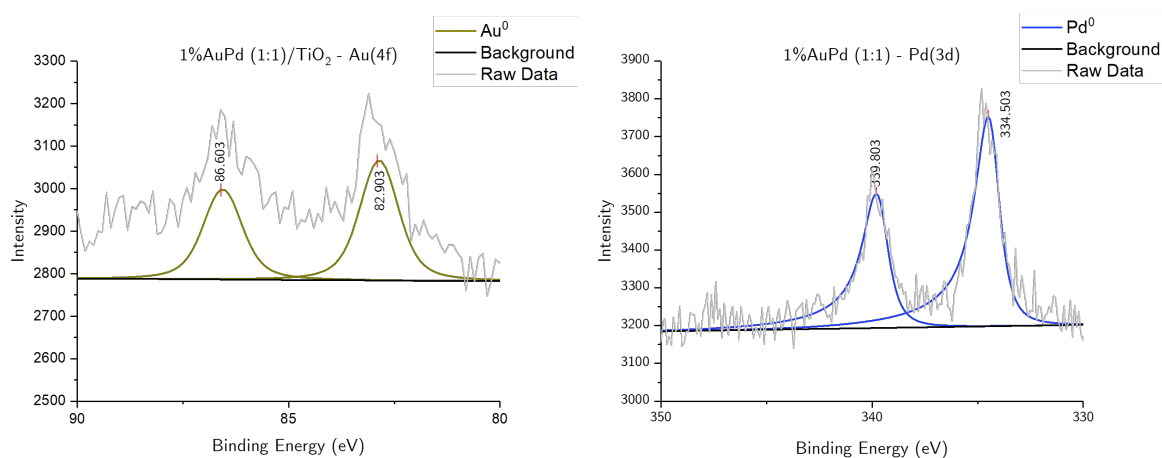 1%AuPd (1:1)/TiO₂ - Au(4f)
Au⁰
Background
Raw Data
3300
3200
3100
3000
2900
2800
2700
2600
2500
90
85
80
86.603
82.903
Intensity
Binding Energy (eV)
1%AuPd (1:1) - Pd(3d)
Pd⁰
Background
Raw Data
3900
3800
3700
3600
3500
3400
3300
3200
3100
3000
350
340
330
339.803
334.503
Intensity
Binding Energy (eV)